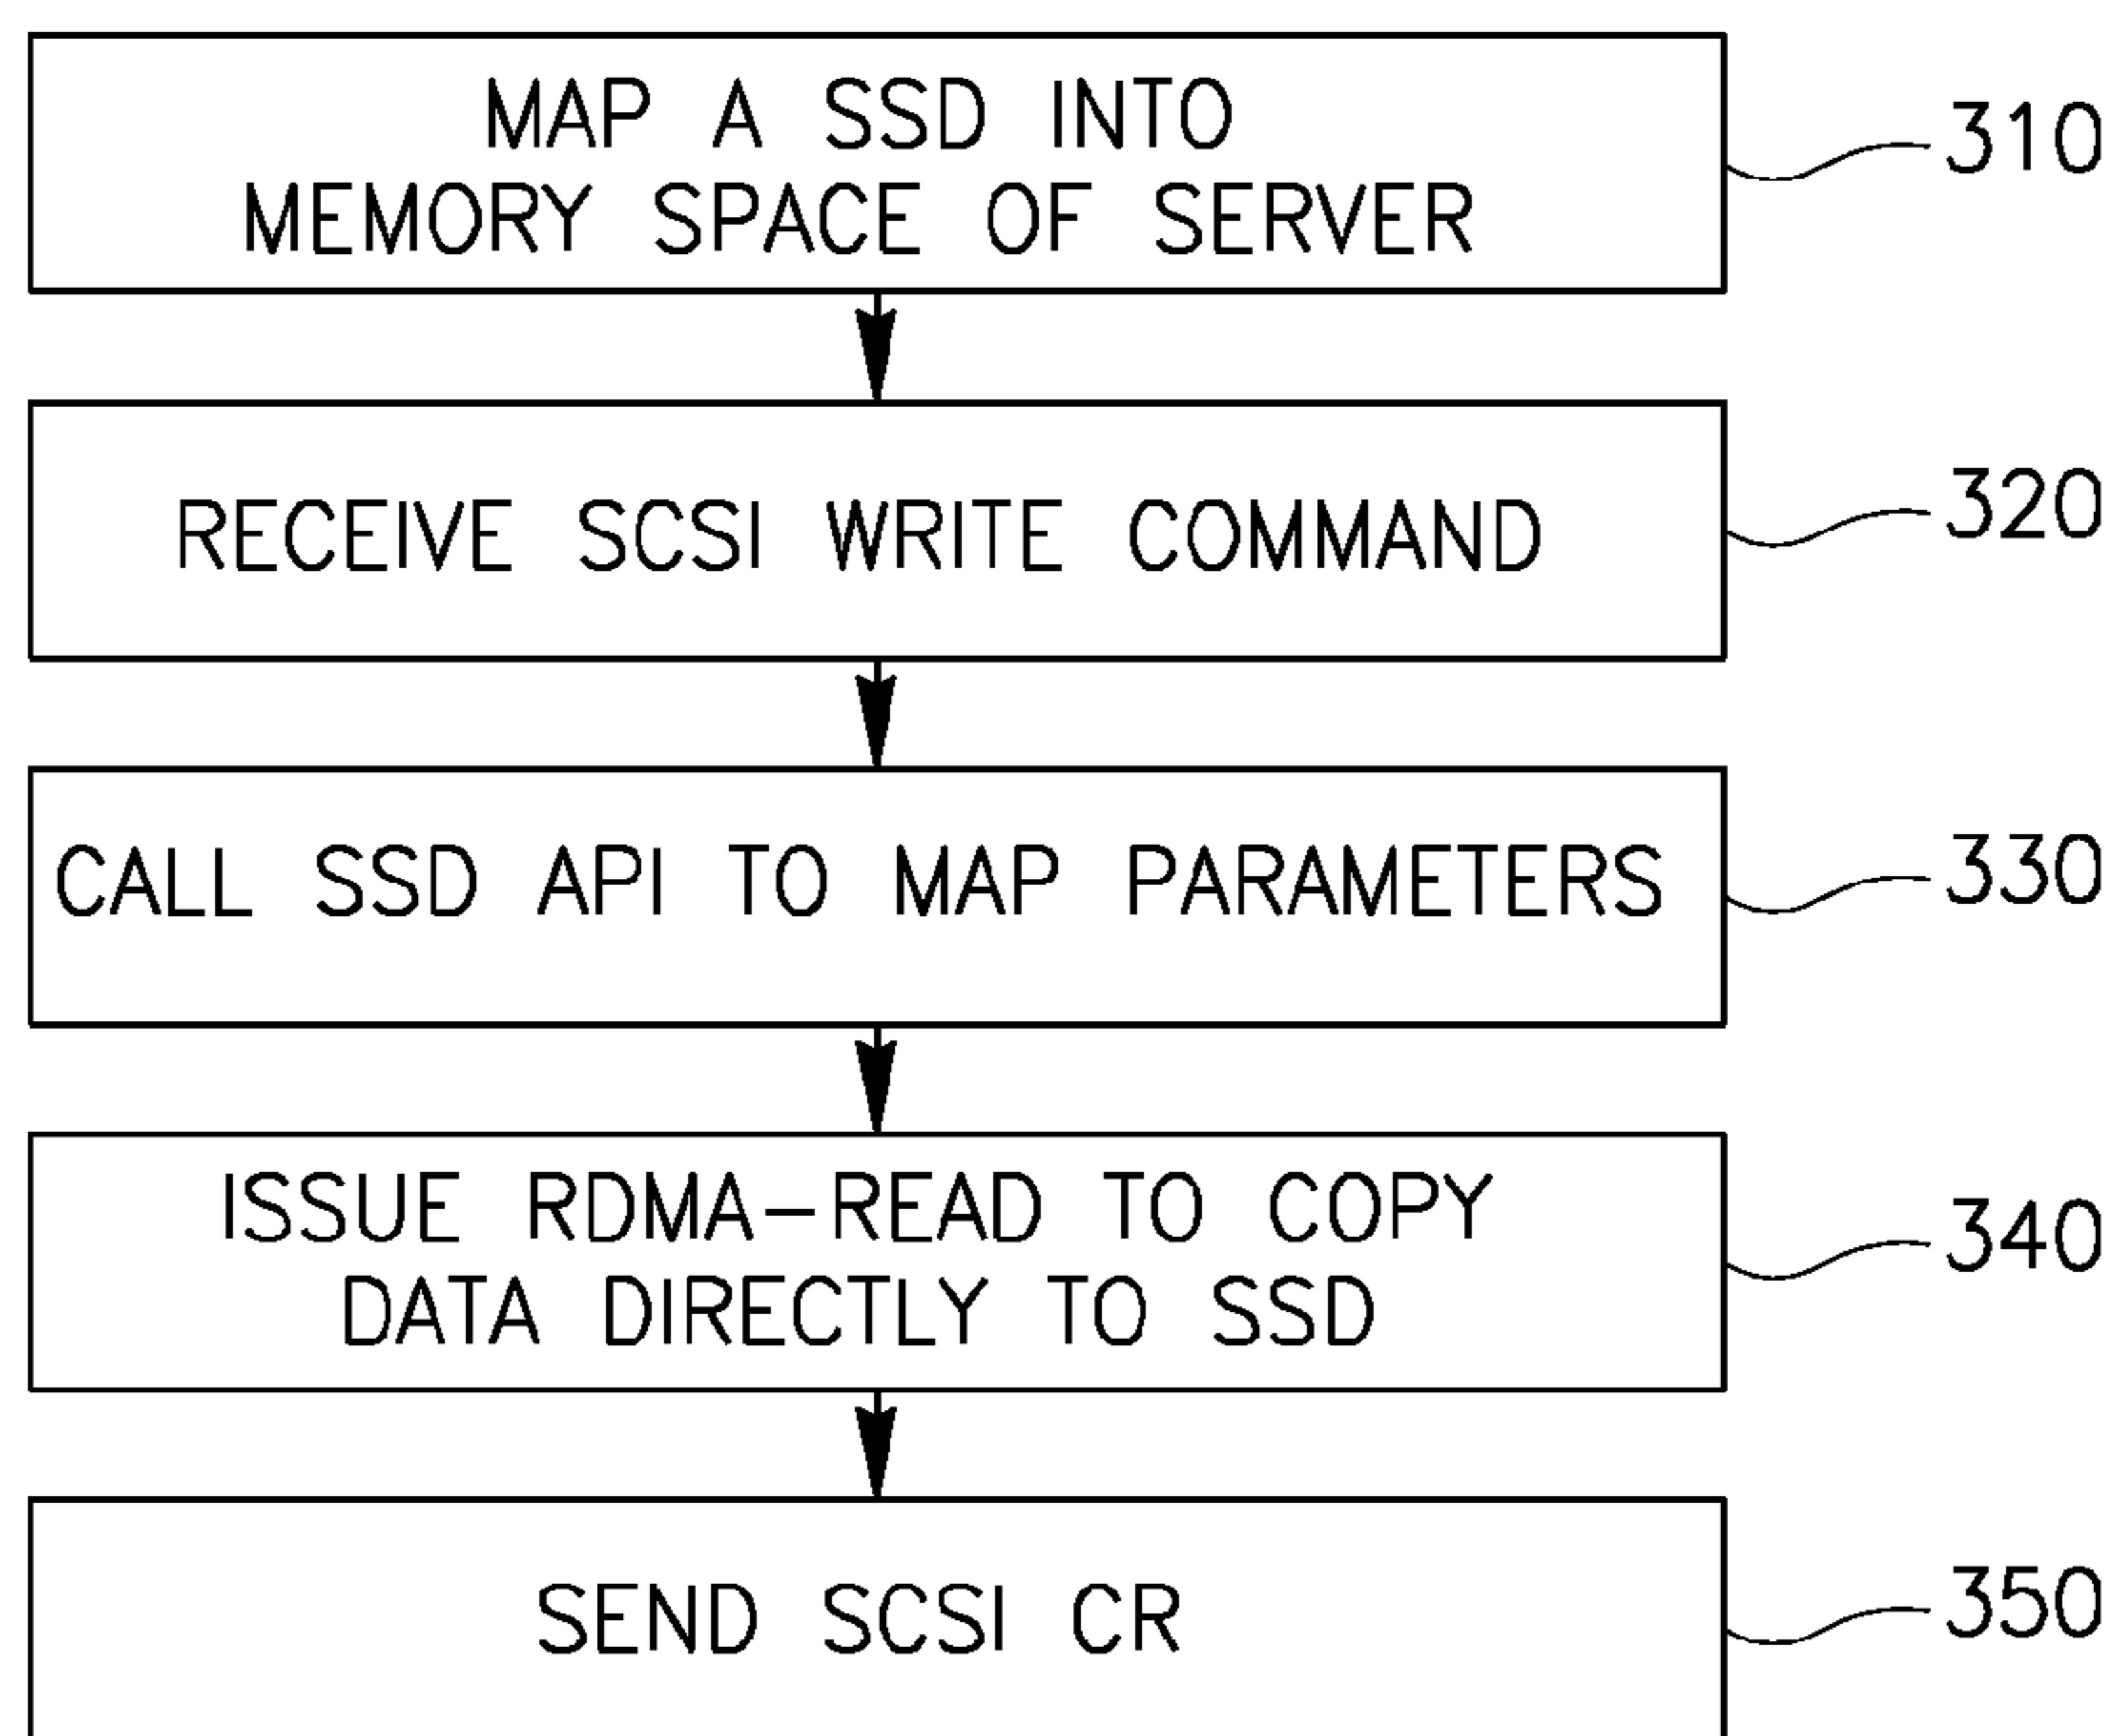 MAP A SSD INTO
MEMORY SPACE OF SERVER
310
RECEIVE SCSI WRITE COMMAND
320
CALL SSD API TO MAP PARAMETERS
330
ISSUE RDMA-READ TO COPY
DATA DIRECTLY TO SSD
340
SEND SCSI CR
350